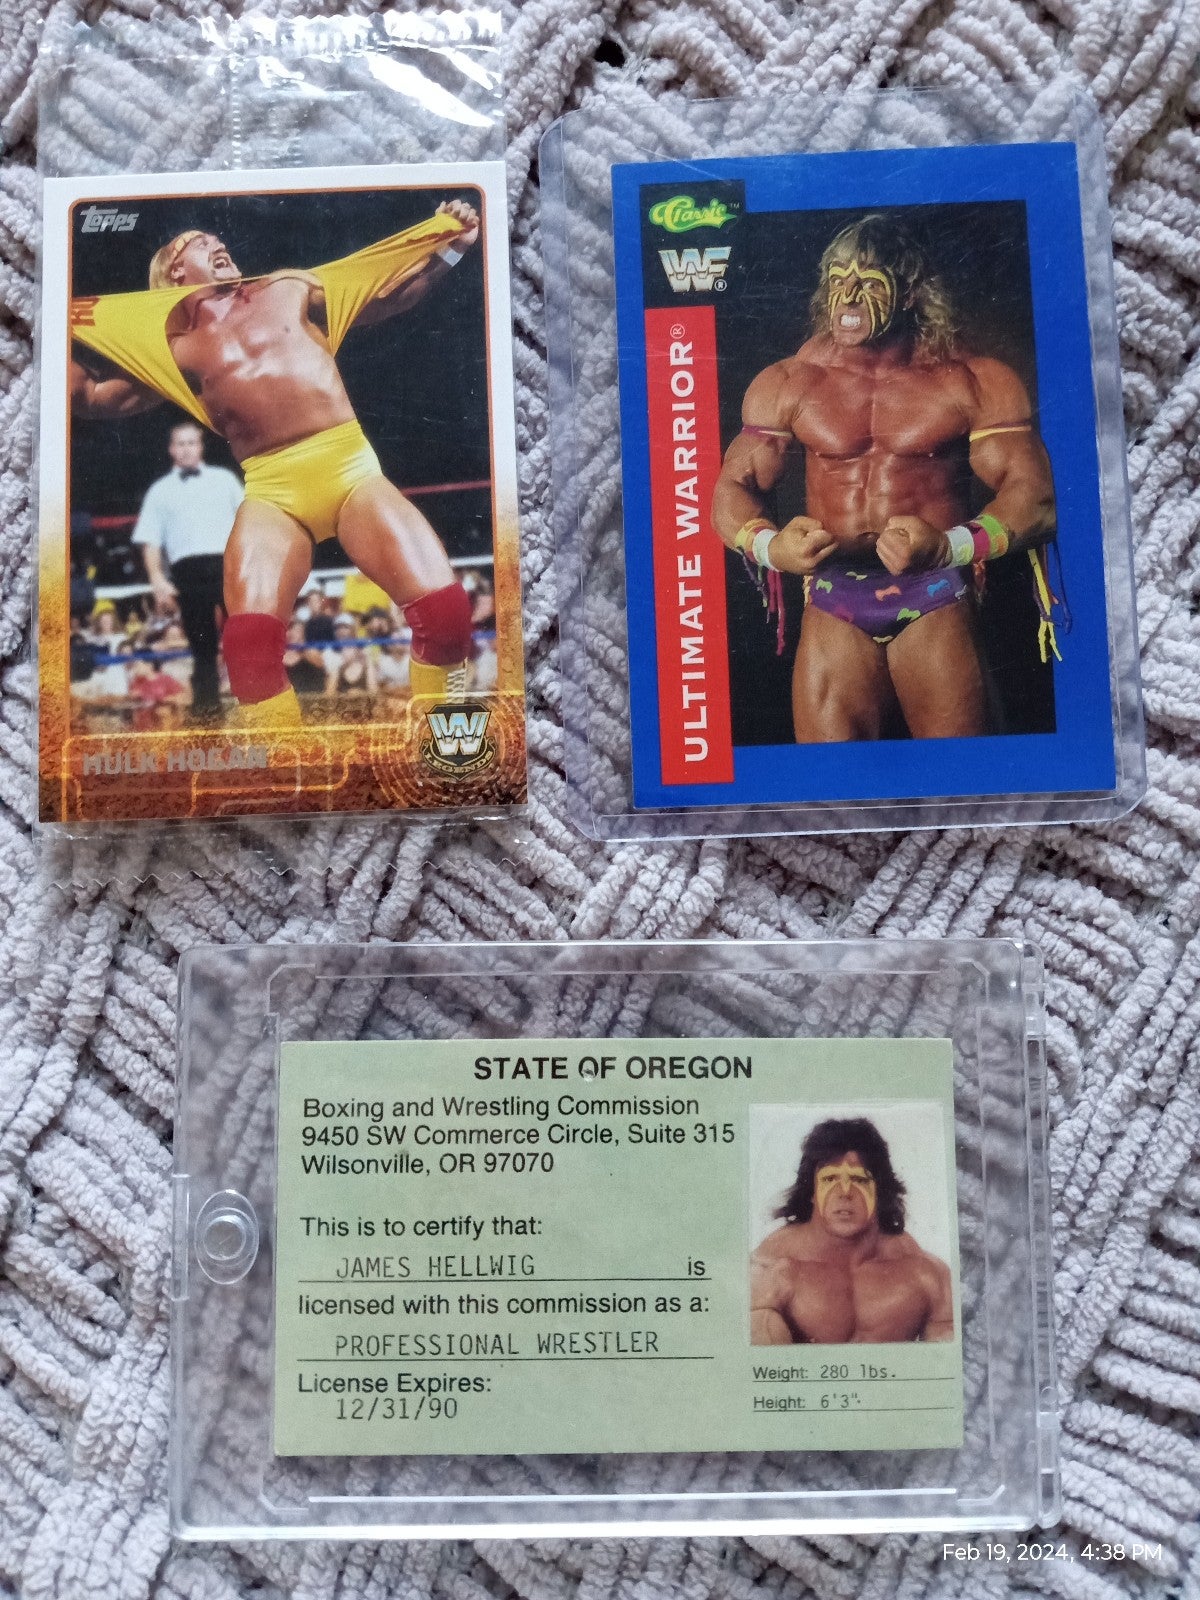 Topps
HULK HOGAN
W
LEGENDS
Classic™
WF®
ULTIMATE WARRIOR®
STATE OF OREGON
Boxing and Wrestling Commission
9450 SW Commerce Circle, Suite 315
Wilsonville, OR 97070
This is to certify that:
JAMES HELLWIG is
licensed with this commission as a:
PROFESSIONAL WRESTLER
License Expires:
12/31/90
Weight: 280 lbs.
Height: 6'3"
Feb 19, 2024, 4:38 PM